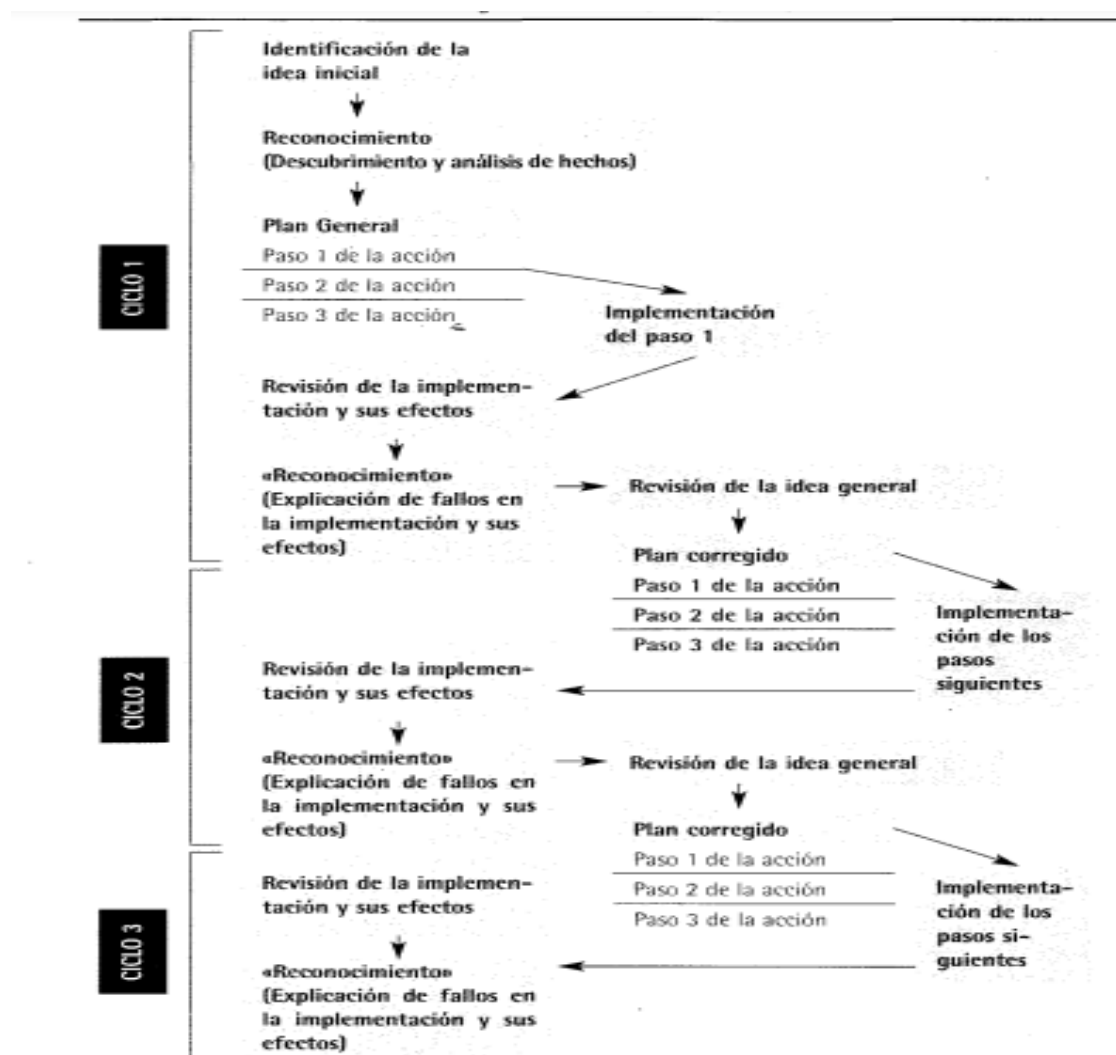 Identificación de la
idea inicial
Reconocimiento
(Descubrimiento y análisis de hechos)
Plan General
Paso 1 de la acción
Paso 2 de la acción
Paso 3 de la acción
CICLO 1
Implementación
del paso 1
Revisión de la implemen-
tación y sus efectos
«Reconocimiento»
(Explicación de fallos en
la implementación y sus
efectos)
Revisión de la idea general
Plan corregido
Paso 1 de la acción
Paso 2 de la acción
Paso 3 de la acción
Implementa-
ción de los
pasos
siguientes
CICLO 2
Revisión de la implemen-
tación y sus efectos
«Reconocimiento»
(Explicación de fallos en
la implementación y sus
efectos)
Revisión de la idea general
Plan corregido
Paso 1 de la acción
Paso 2 de la acción
Paso 3 de la acción
Implementa-
ción de los
pasos si-
guientes
CICLO 3
Revisión de la implemen-
tación y sus efectos
«Reconocimiento»
(Explicación de fallos en
la implementación y sus
efectos)